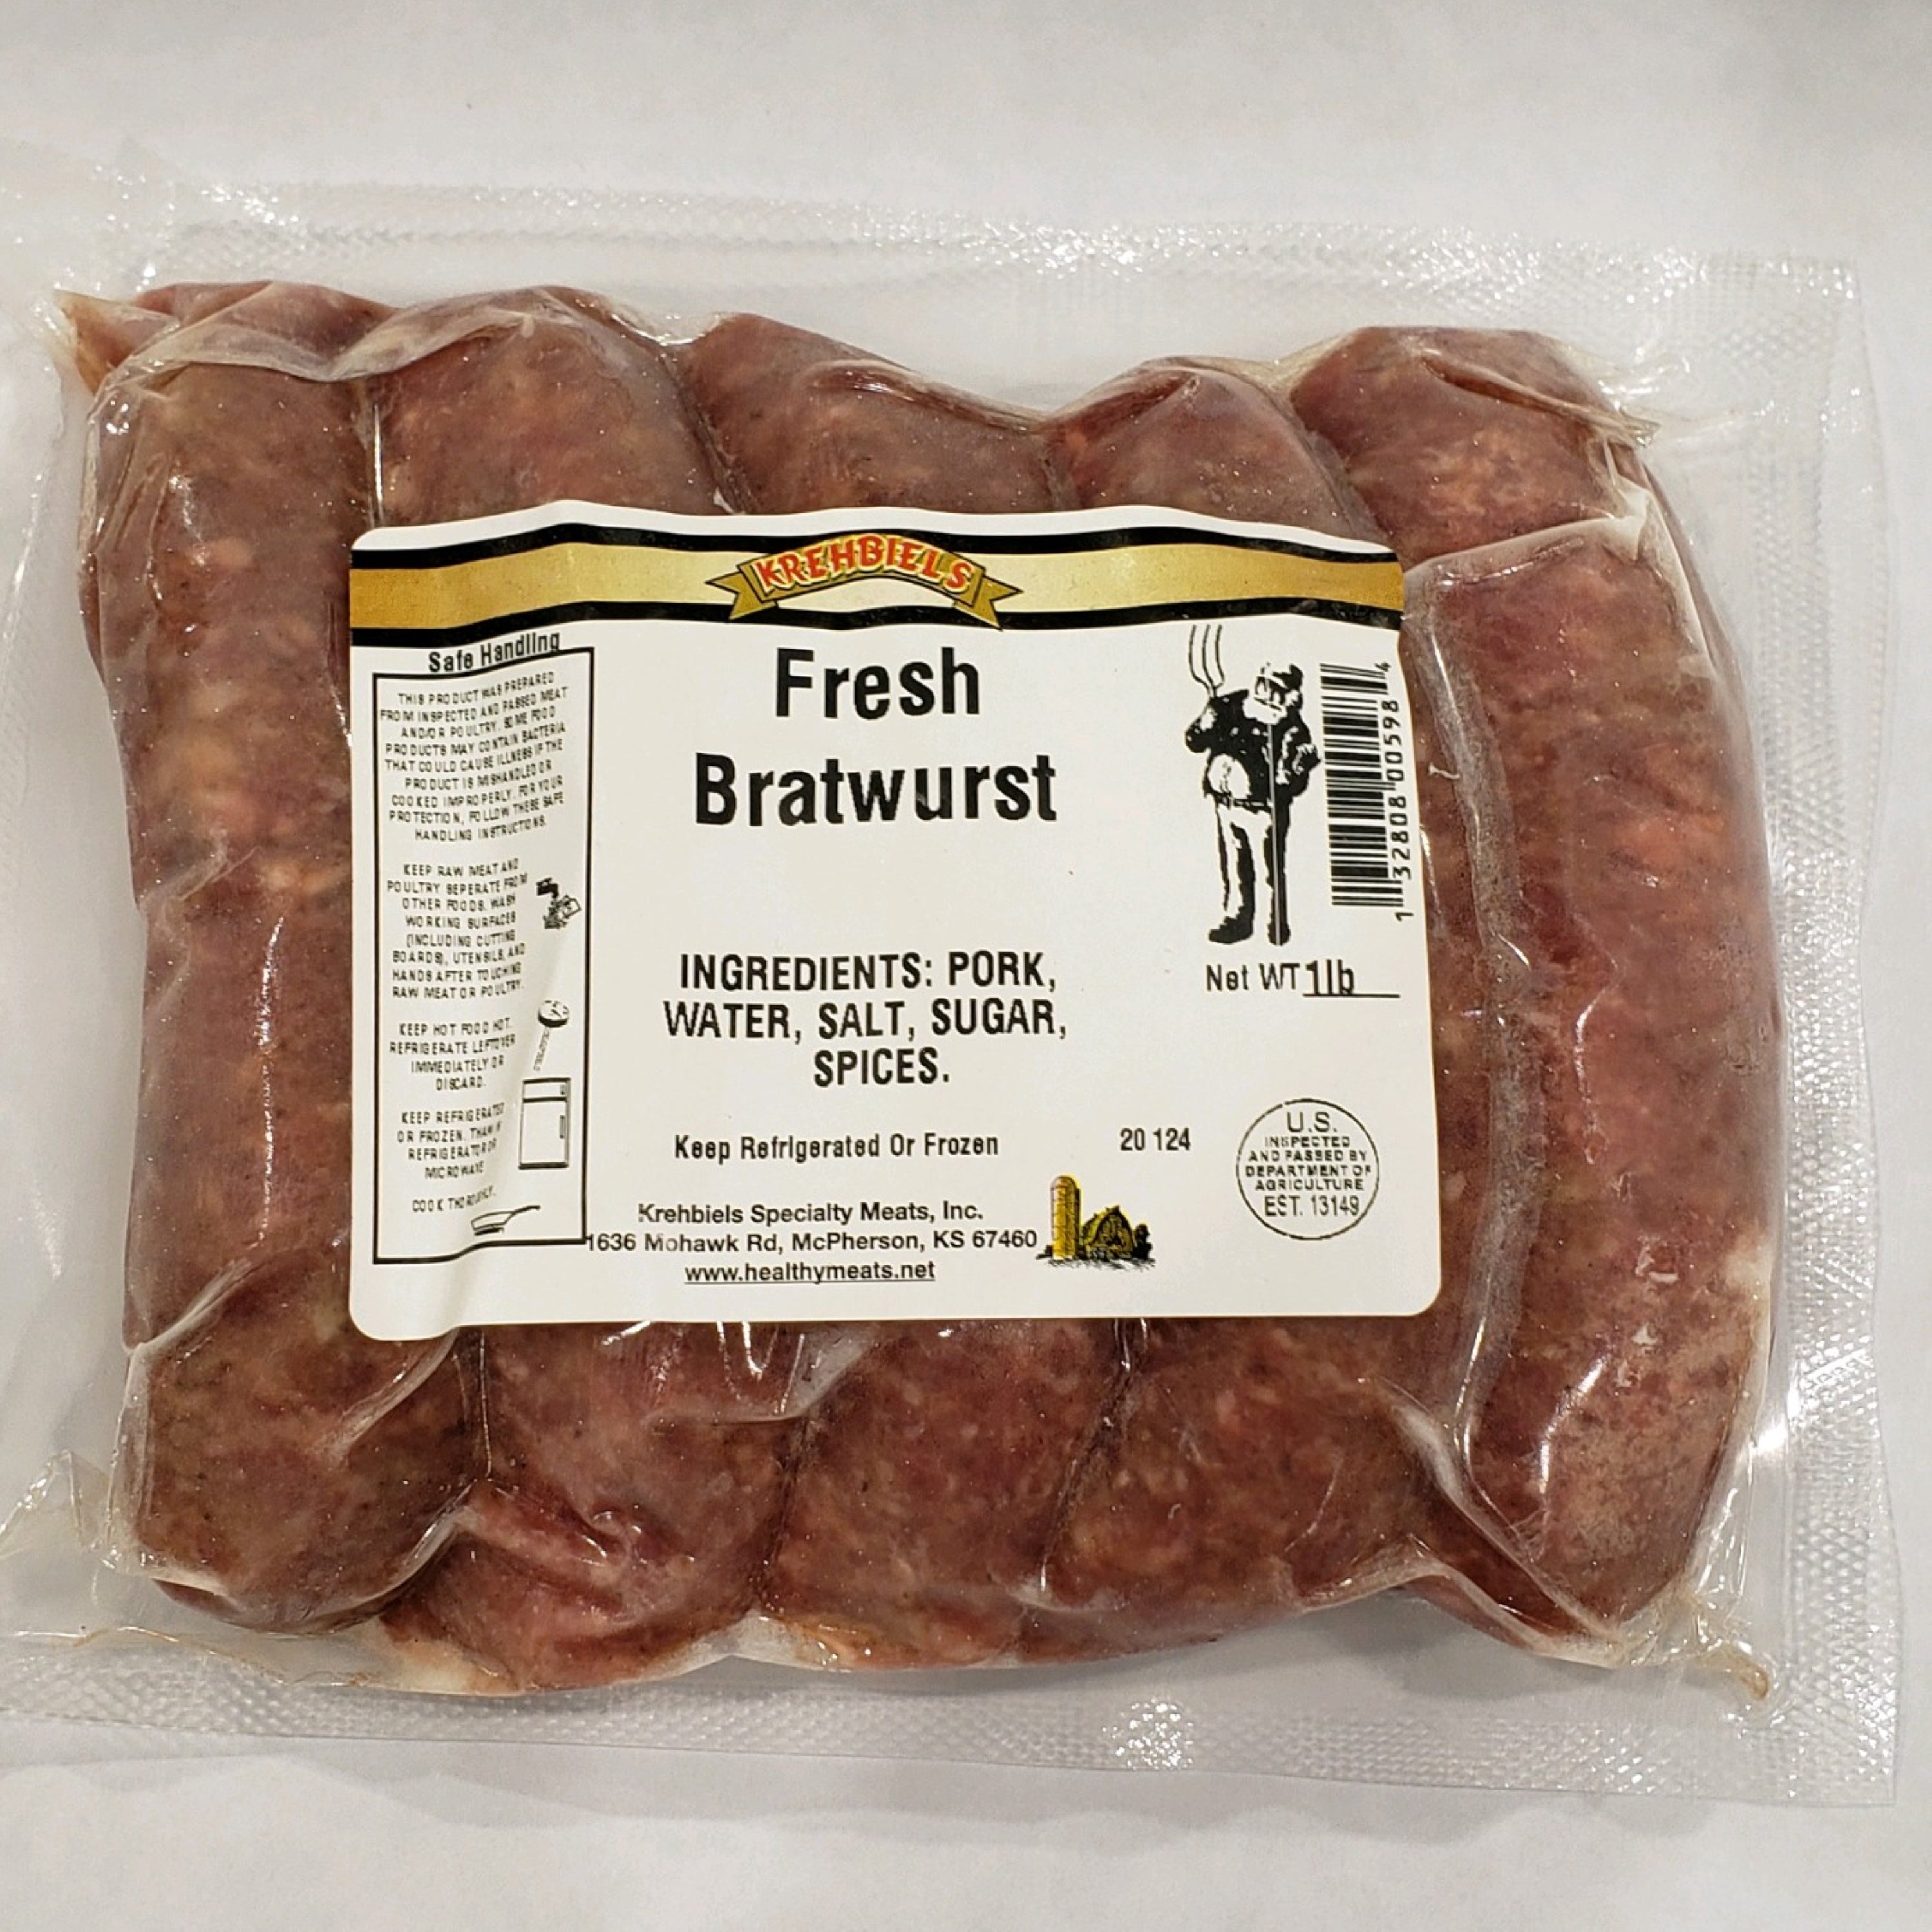 KREHBIELS
Safe Handling
THIS PRODUCT WAS PREPARED
FROM INSPECTED AND PASSED MEAT
AND/OR POULTRY. SOME FOOD
PRODUCTS MAY CONTAIN BACTERIA
THAT COULD CAUSE ILLNESS IF THE
PRODUCT IS MISHANDLED OR
COOKED IMPROPERLY. FOR YOUR
PROTECTION, FOLLOW THESE SAFE
HANDLING INSTRUCTIONS.
KEEP RAW MEAT AND
POULTRY SEPERATE FROM
OTHER FOODS. WASH
WORKING SURFACES
(INCLUDING CUTTING
BOARDS), UTENSILS, AND
HANDS AFTER TOUCHING
RAW MEAT OR POULTRY.
KEEP HOT FOOD HOT.
REFRIGERATE LEFTOVER
IMMEDIATELY OR
DISCARD.
KEEP REFRIGERATED
OR FROZEN. THAW IN
REFRIGERATOR OR
MICROWAVE
COOK THOROUGHLY.
Fresh
Bratwurst
INGREDIENTS: PORK,
WATER, SALT, SUGAR,
SPICES.
Keep Refrigerated Or Frozen
20 124
Krehbiels Specialty Meats, Inc.
1636 Mohawk Rd, McPherson, KS 67460
www.healthymeats.net
1 32808 00598 4
Net WT 1lb
U.S.
INSPECTED
AND PASSED BY
DEPARTMENT OF
AGRICULTURE
EST. 13149